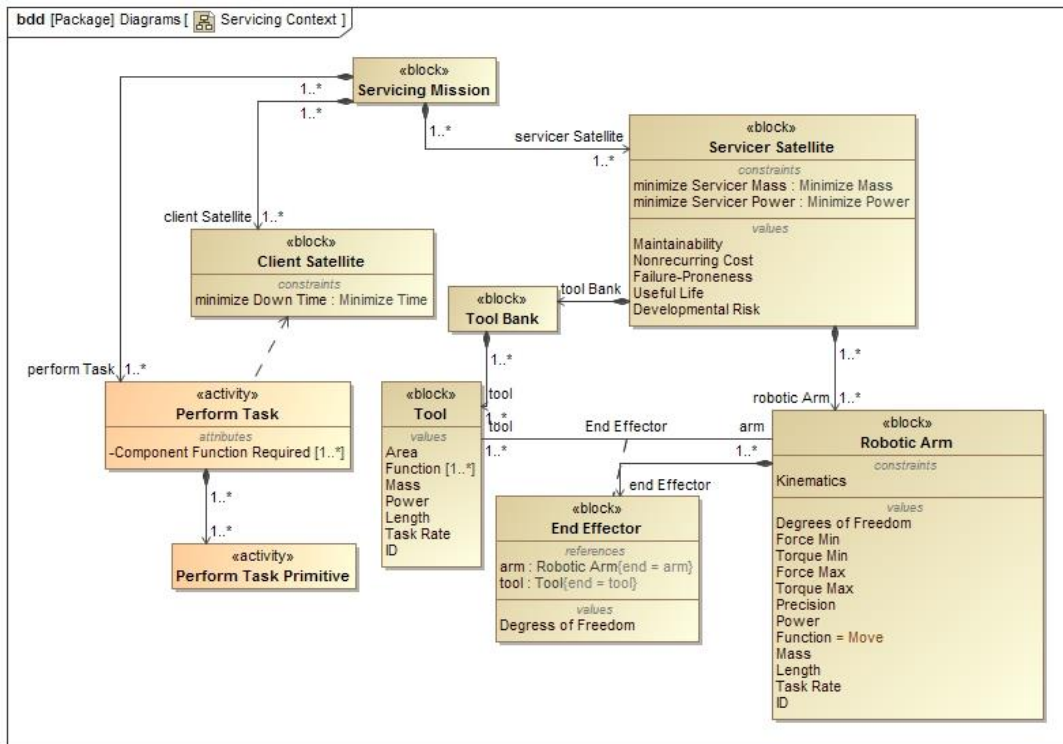 bdd [Package] Diagrams [ Servicing Context ]
«block»
Servicing Mission
1..*
1..*
1..*
servicer Satellite
1..*
«block»
Servicer Satellite
constraints
minimize Servicer Mass : Minimize Mass
minimize Servicer Power : Minimize Power
values
Maintainability
Nonrecurring Cost
Failure-Proneness
Useful Life
Developmental Risk
client Satellite
1..*
«block»
Client Satellite
constraints
minimize Down Time : Minimize Time
tool Bank
«block»
Tool Bank
1..*
1..*
perform Task
1..*
«activity»
Perform Task
attributes
-Component Function Required [1..*]
1..*
1..*
«activity»
Perform Task Primitive
tool
1..*
«block»
Tool
values
Area
Function [1..*]
Mass
Power
Length
Task Rate
ID
tool
1..*
End Effector
arm
1..*
end Effector
«block»
End Effector
references
arm : Robotic Arm{end = arm}
tool : Tool{end = tool}
values
Degress of Freedom
robotic Arm
1..*
«block»
Robotic Arm
constraints
Kinematics
values
Degrees of Freedom
Force Min
Torque Min
Force Max
Torque Max
Precision
Power
Function = Move
Mass
Length
Task Rate
ID